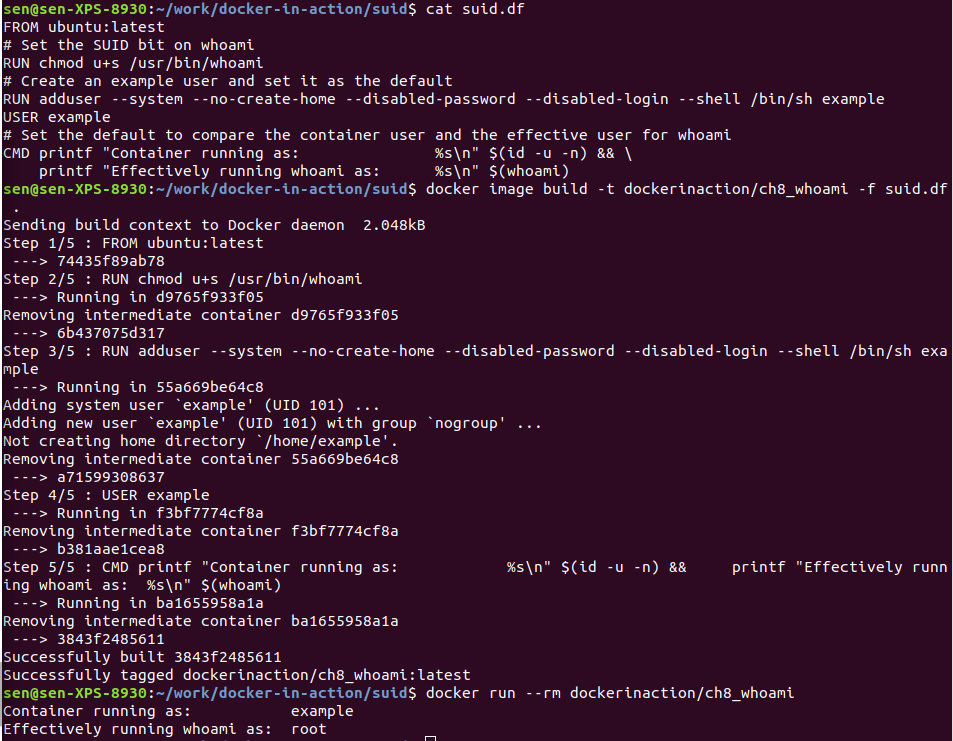 sen@sen-XPS-8930:~/work/docker-in-action/suid$ cat suid.df
FROM ubuntu:latest
# Set the SUID bit on whoami
RUN chmod u+s /usr/bin/whoami
# Create an example user and set it as the default
RUN adduser --system --no-create-home --disabled-password --disabled-login --shell /bin/sh example
USER example
# Set the default to compare the container user and the effective user for whoami
CMD printf "Container running as:               %s\n" $(id -u -n) && \
    printf "Effectively running whoami as:      %s\n" $(whoami)
sen@sen-XPS-8930:~/work/docker-in-action/suid$ docker image build -t dockerinaction/ch8_whoami -f suid.df
 .
Sending build context to Docker daemon  2.048kB
Step 1/5 : FROM ubuntu:latest
 ---> 74435f89ab78
Step 2/5 : RUN chmod u+s /usr/bin/whoami
 ---> Running in d9765f933f05
Removing intermediate container d9765f933f05
 ---> 6b437075d317
Step 3/5 : RUN adduser --system --no-create-home --disabled-password --disabled-login --shell /bin/sh exa
mple
 ---> Running in 55a669be64c8
Adding system user `example' (UID 101) ...
Adding new user `example' (UID 101) with group `nogroup' ...
Not creating home directory `/home/example'.
Removing intermediate container 55a669be64c8
 ---> a71599308637
Step 4/5 : USER example
 ---> Running in f3bf7774cf8a
Removing intermediate container f3bf7774cf8a
 ---> b381aae1cea8
Step 5/5 : CMD printf "Container running as:            %s\n" $(id -u -n) &&     printf "Effectively runn
ing whoami as:  %s\n" $(whoami)
 ---> Running in ba1655958a1a
Removing intermediate container ba1655958a1a
 ---> 3843f2485611
Successfully built 3843f2485611
Successfully tagged dockerinaction/ch8_whoami:latest
sen@sen-XPS-8930:~/work/docker-in-action/suid$ docker run --rm dockerinaction/ch8_whoami
Container running as:           example
Effectively running whoami as:  root